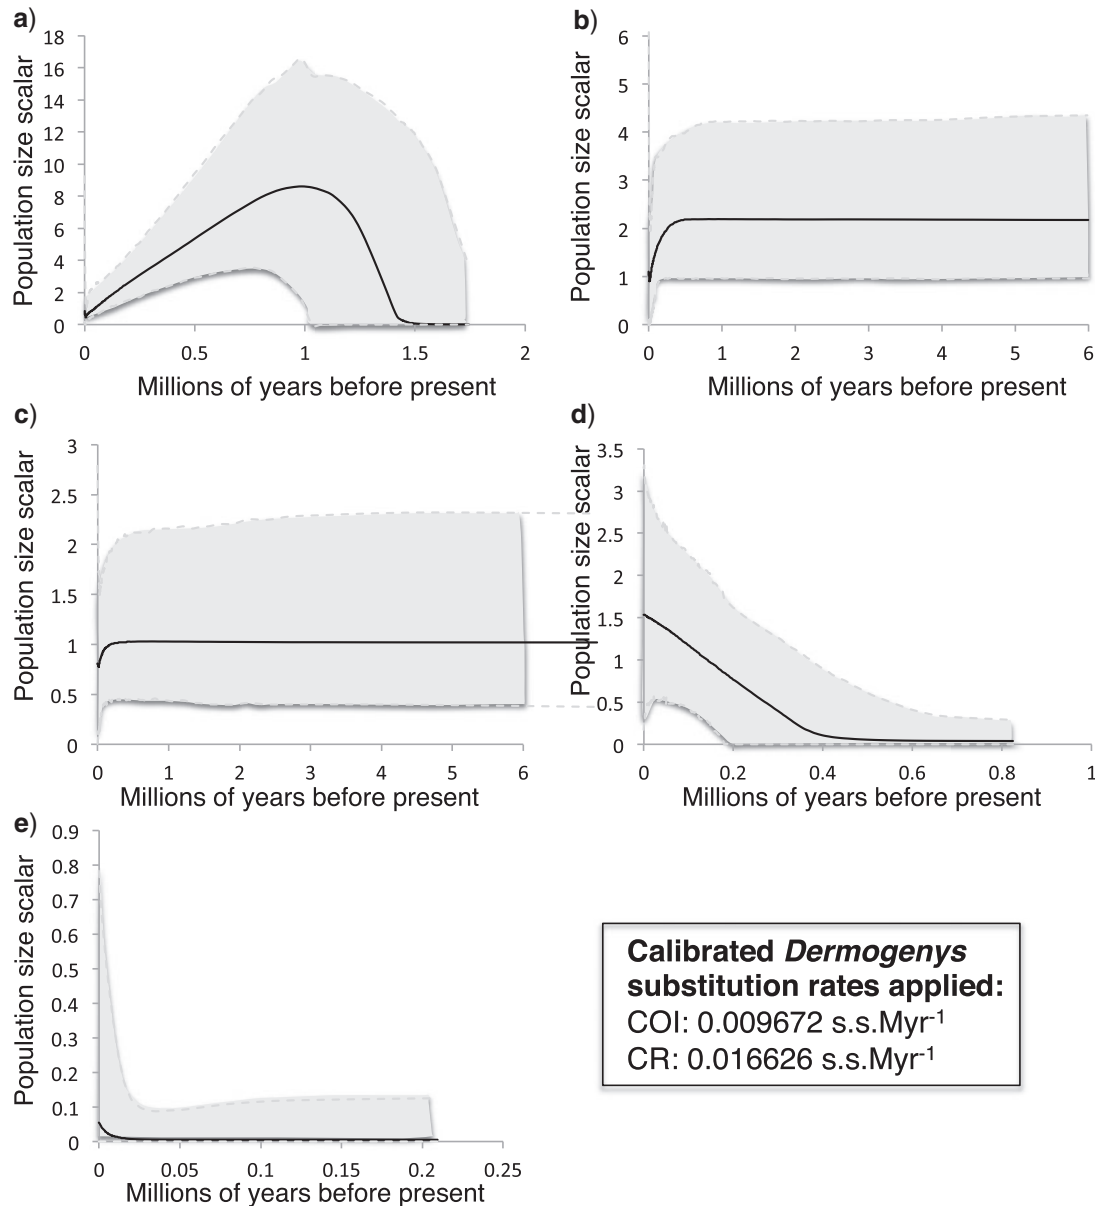 a)
Population size scalar
18
16
14
12
10
8
6
4
2
0
0 0.5 1 1.5 2
Millions of years before present
b)
Population size scalar
6
5
4
3
2
1
0
0 1 2 3 4 5 6
Millions of years before present
c)
Population size scalar
3
2.5
2
1.5
1
0.5
0
0 1 2 3 4 5 6
Millions of years before present
d)
Population size scalar
3.5
3
2.5
2
1.5
1
0.5
0
0 0.2 0.4 0.6 0.8 1
Millions of years before present
e)
Population size scalar
0.9
0.8
0.7
0.6
0.5
0.4
0.3
0.2
0.1
0
0 0.05 0.1 0.15 0.2 0.25
Millions of years before present
Calibrated Dermogenys
substitution rates applied:
COI: 0.009672 s.s.Myr⁻¹
CR: 0.016626 s.s.Myr⁻¹